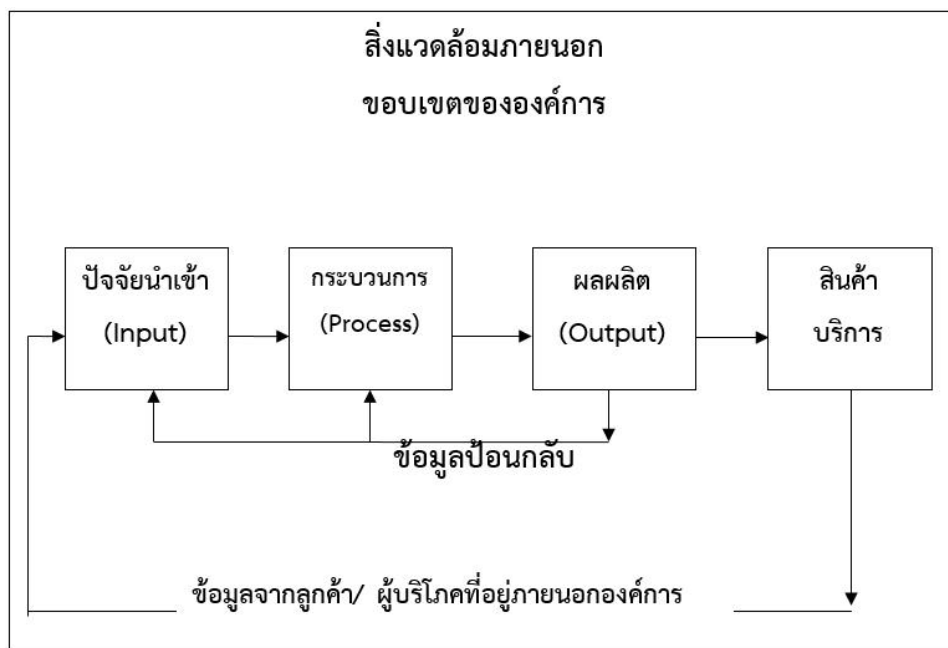 สิ่งแวดล้อมภายนอก
ขอบเขตขององค์การ
ปัจจัยนำเข้า
(Input)
กระบวนการ
(Process)
ผลผลิต
(Output)
สินค้า
บริการ
ข้อมูลป้อนกลับ
ข้อมูลจากลูกค้า/ ผู้บริโภคที่อยู่ภายนอกองค์การ